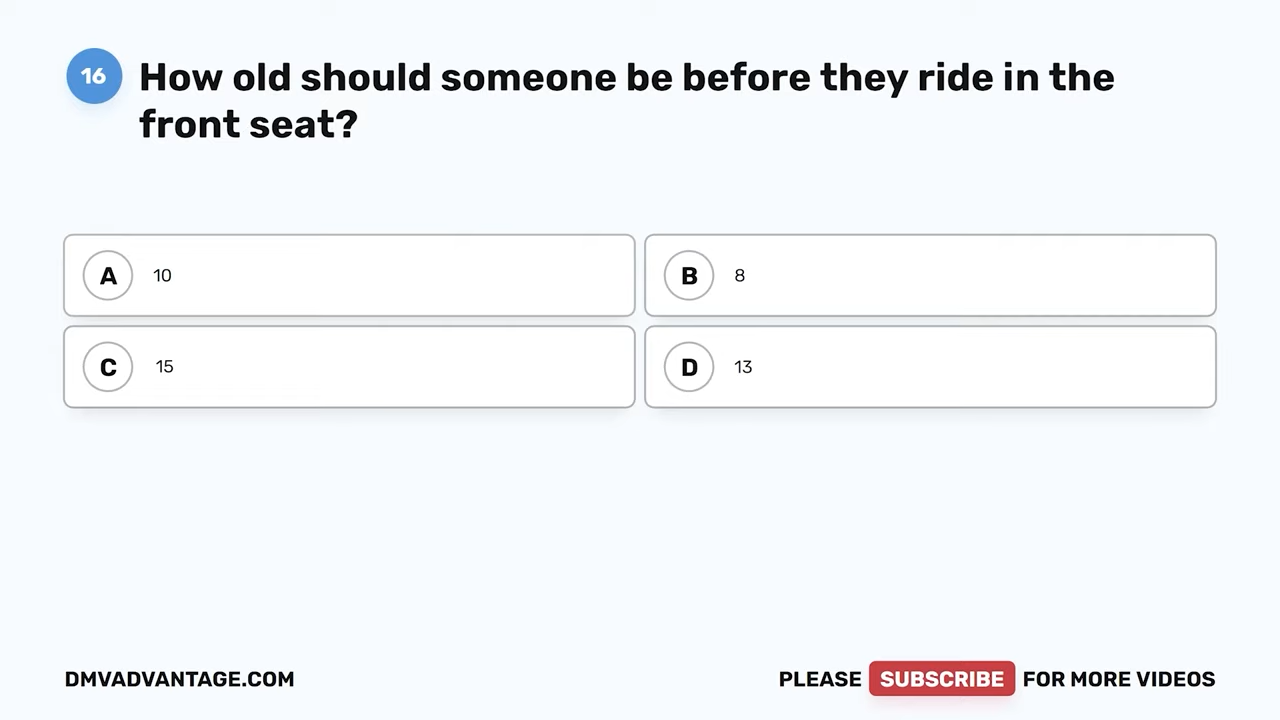 16 How old should someone be before they ride in the
front seat?
A 10
B 8
C 15
D 13
DMVADVANTAGE.COM
PLEASE SUBSCRIBE FOR MORE VIDEOS